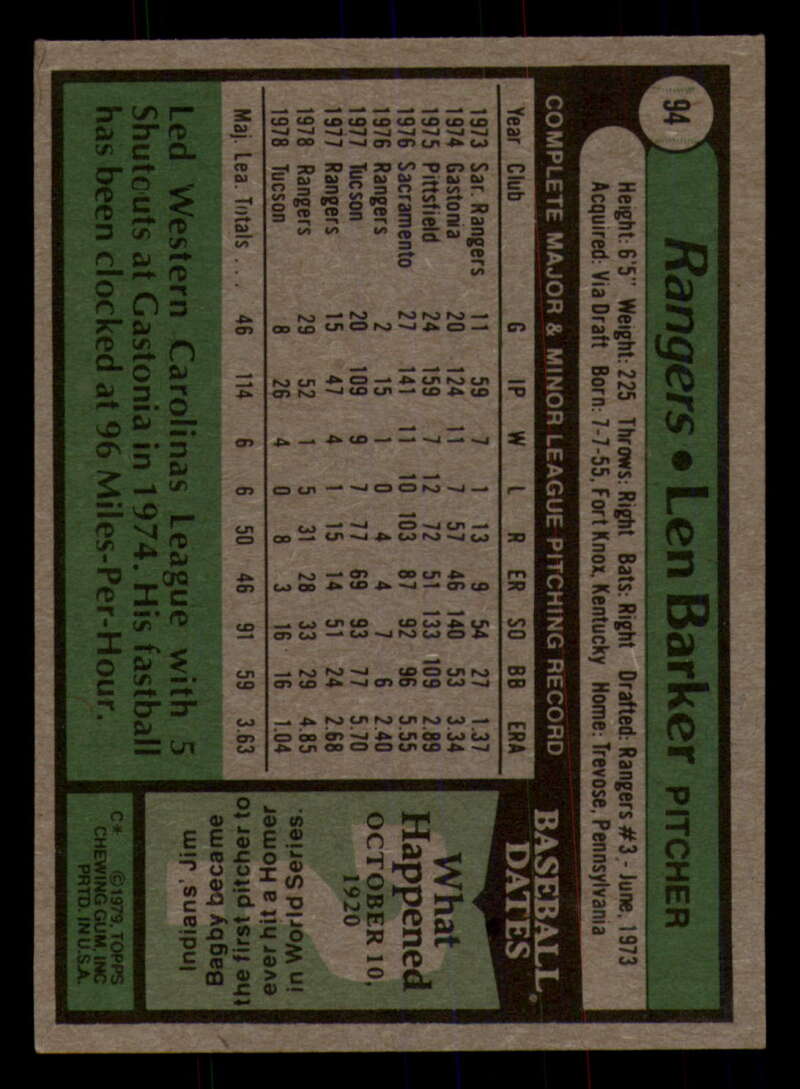 94
Rangers • Len Barker PITCHER
Height: 6'5" Weight: 225 Throws: Right Bats: Right Drafted: Rangers #3 - June, 1973
Acquired: Via Draft Born: 7-7-55, Fort Knox, Kentucky Home: Trevose, Pennsylvania
COMPLETE MAJOR & MINOR LEAGUE PITCHING RECORD
Year Club G IP W L R ER SO BB ERA
1973 Sar. Rangers 11 59 7 1 13 9 54 27 1.37
1974 Gastonia 20 124 11 7 57 46 140 53 3.34
1975 Pittsfield 24 159 7 12 72 51 133 109 2.89
1976 Sacramento 27 141 11 10 103 87 92 96 5.55
1976 Rangers 2 15 1 0 4 4 7 6 2.40
1977 Tucson 20 109 9 7 77 69 93 77 5.70
1977 Rangers 15 47 4 1 15 14 51 24 2.68
1978 Rangers 29 52 1 5 31 28 33 29 4.85
1978 Tucson 8 26 4 0 8 3 16 16 1.04
Maj. Lea. Totals ... 46 114 6 6 50 46 91 59 3.63
Led Western Carolinas League with 5
Shutouts at Gastonia in 1974. His fastball
has been clocked at 96 Miles-Per-Hour.
BASEBALL
DATES
What
Happened
OCTOBER 10,
1920
Indians' Jim
Bagby became
the first pitcher to
ever hit a Homer
in World Series.
C* ©1979, TOPPS
CHEWING GUM, INC
PRTD. IN U.S.A.